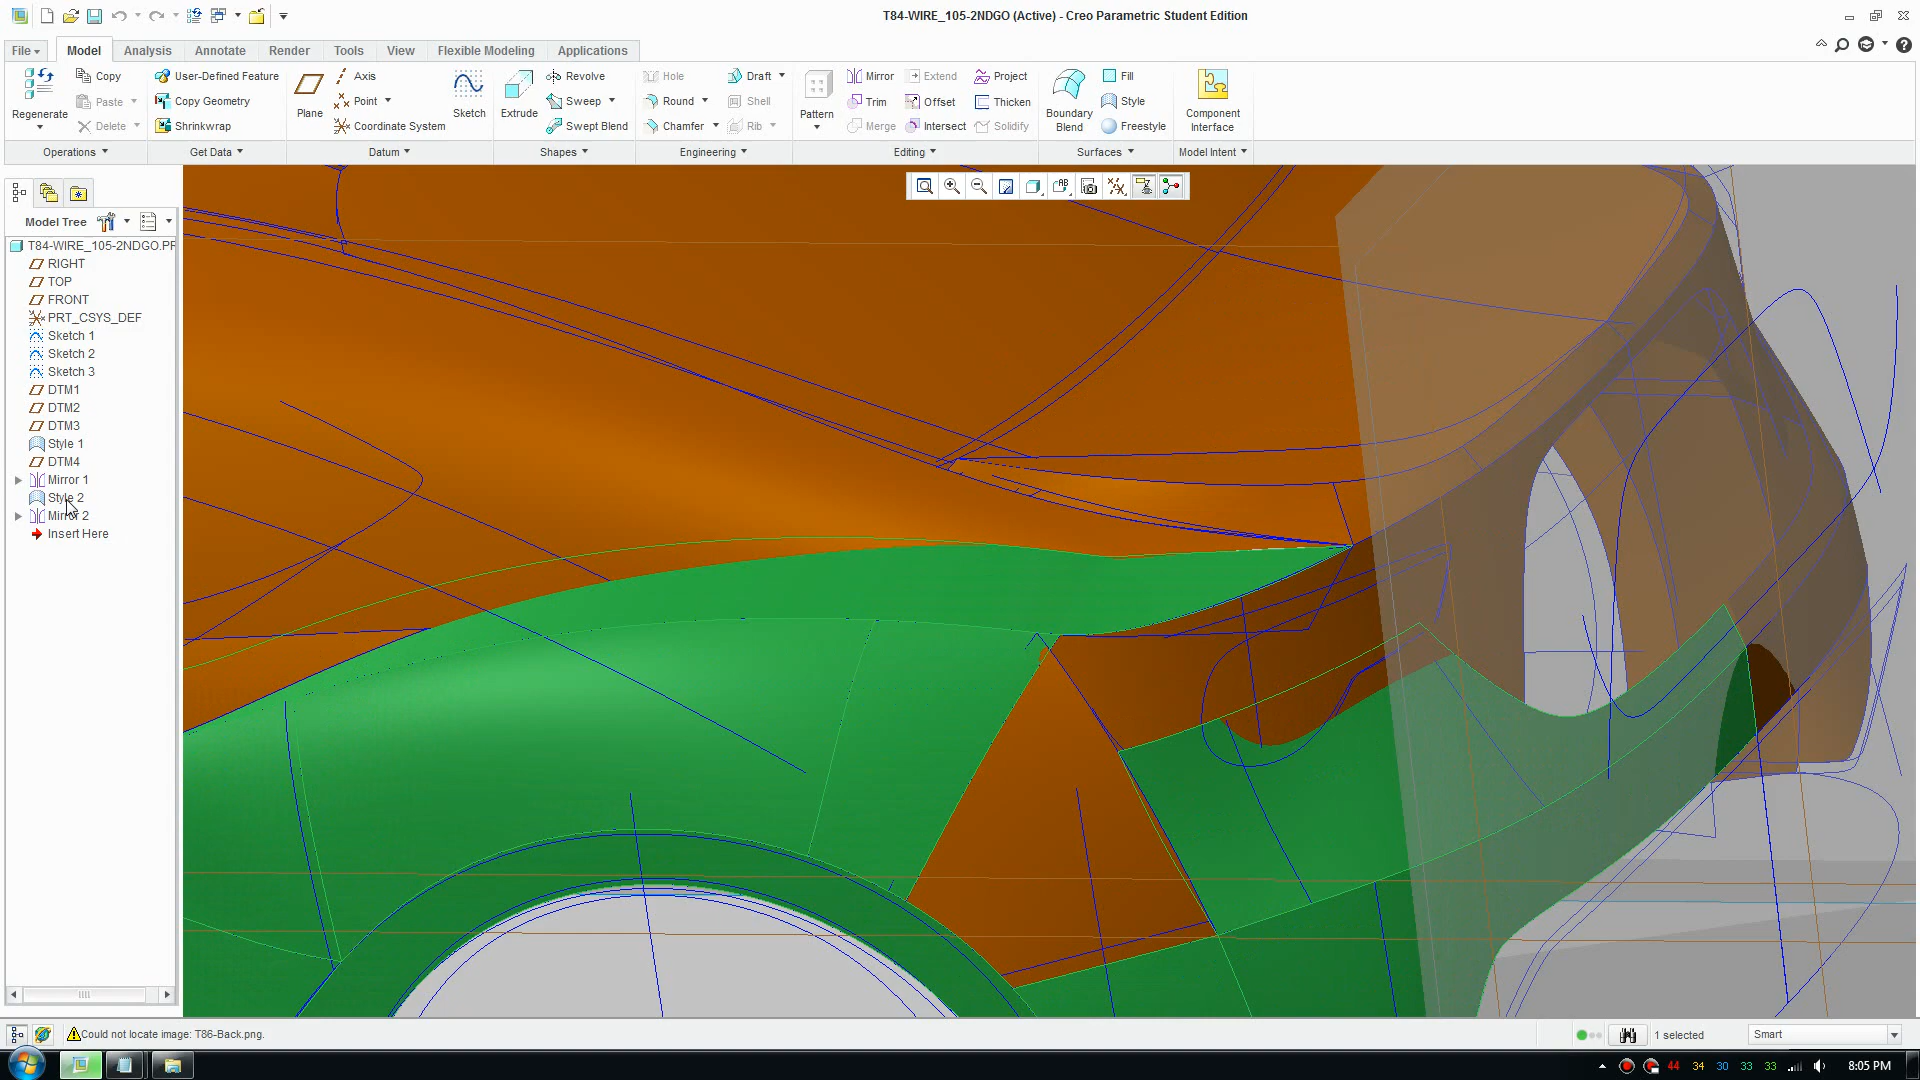 T84-WIRE_105-2NDGO (Active) - Creo Parametric Student Edition
File Model Analysis Annotate Render Tools View Flexible Modeling Applications
Regenerate
Copy
Paste
Delete
User-Defined Feature
Copy Geometry
Shrinkwrap
Plane
Axis
Point
Coordinate System
Sketch
Extrude
Revolve
Sweep
Swept Blend
Hole
Round
Chamfer
Draft
Shell
Rib
Pattern
Mirror
Trim
Merge
Extend
Offset
Intersect
Project
Thicken
Solidify
Boundary
Blend
Fill
Style
Freestyle
Component
Interface
Operations Get Data Datum Shapes Engineering Editing Surfaces Model Intent
Model Tree
T84-WIRE_105-2NDGO.PR
RIGHT
TOP
FRONT
PRT_CSYS_DEF
Sketch 1
Sketch 2
Sketch 3
DTM1
DTM2
DTM3
Style 1
DTM4
Mirror 1
Style 2
Mirror 2
Insert Here
Could not locate image: T86-Back.png.
1 selected
Smart
44 34 30 33 33
8:05 PM